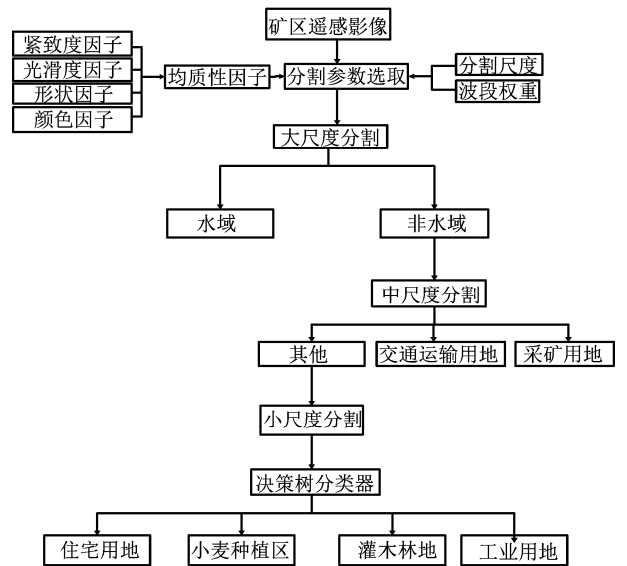 矿区遥感影像
紧致度因子
光滑度因子
形状因子
颜色因子
均质性因子
分割参数选取
分割尺度
波段权重
大尺度分割
水域
非水域
中尺度分割
其他
交通运输用地
采矿用地
小尺度分割
决策树分类器
住宅用地
小麦种植区
灌木林地
工业用地